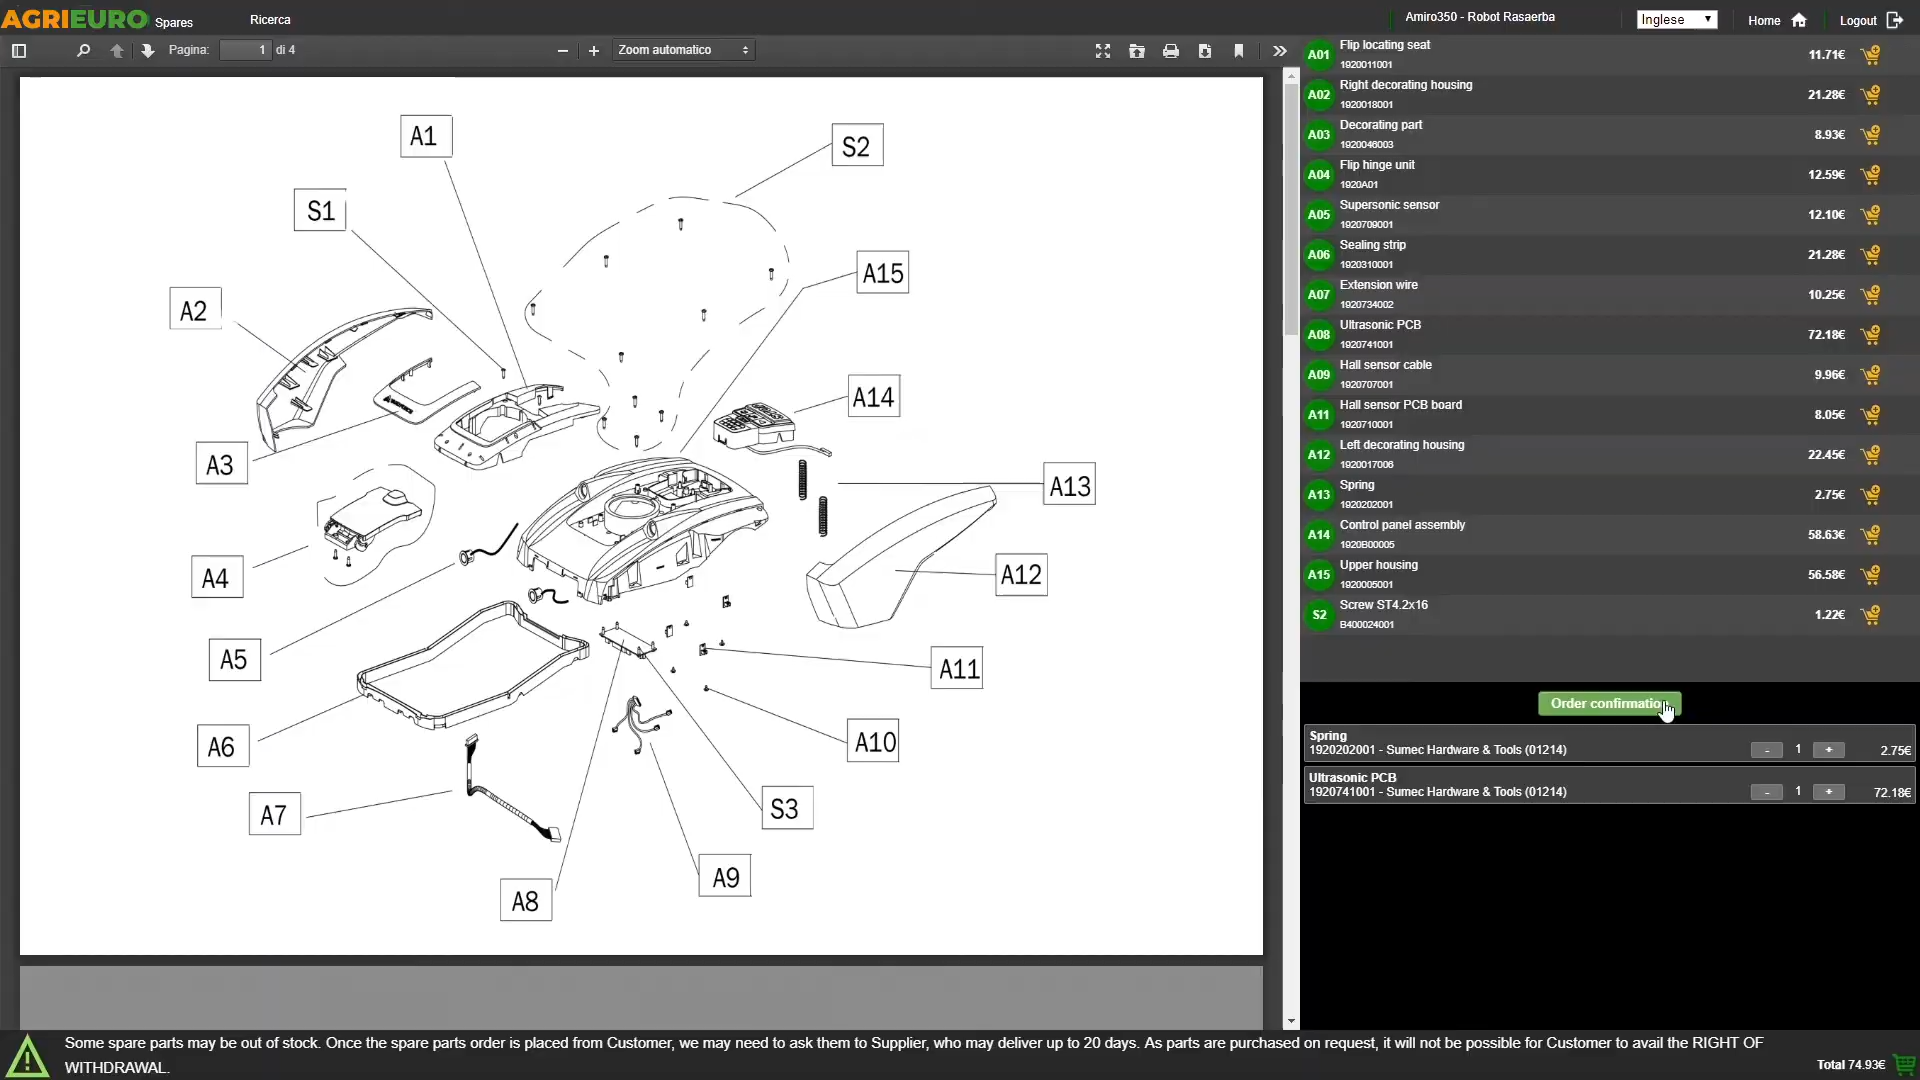 AGRIEURO Spares
Ricerca
Amiro350 - Robot Rasaerba
Inglese
Home
Logout
Pagina: 1 di 4
Zoom automatico
A1
S2
S1
A15
A2
A14
A3
A13
A4
A12
A5
A11
A6
A10
A7
S3
A9
A8
A01 Flip locating seat 11.71€
1920011001
A02 Right decorating housing 21.28€
1920018001
A03 Decorating part 8.93€
1920046003
A04 Flip hinge unit 12.59€
1920A01
A05 Supersonic sensor 12.10€
1920709001
A06 Sealing strip 21.28€
1920310001
A07 Extension wire 10.25€
1920734002
A08 Ultrasonic PCB 72.18€
1920741001
A09 Hall sensor cable 9.96€
1920707001
A11 Hall sensor PCB board 8.05€
1920710001
A12 Left decorating housing 22.45€
1920017006
A13 Spring 2.75€
1920202001
A14 Control panel assembly 58.63€
1920B00005
A15 Upper housing 56.58€
1920005001
S2 Screw ST4.2x16 1.22€
B400024001
Order confirmation
Spring
1920202001 - Sumec Hardware & Tools (01214) - 1 + 2.75€
Ultrasonic PCB
1920741001 - Sumec Hardware & Tools (01214) - 1 + 72.18€
Some spare parts may be out of stock. Once the spare parts order is placed from Customer, we may need to ask them to Supplier, who may deliver up to 20 days. As parts are purchased on request, it will not be possible for Customer to avail the RIGHT OF
WITHDRAWAL.
Total 74.93€